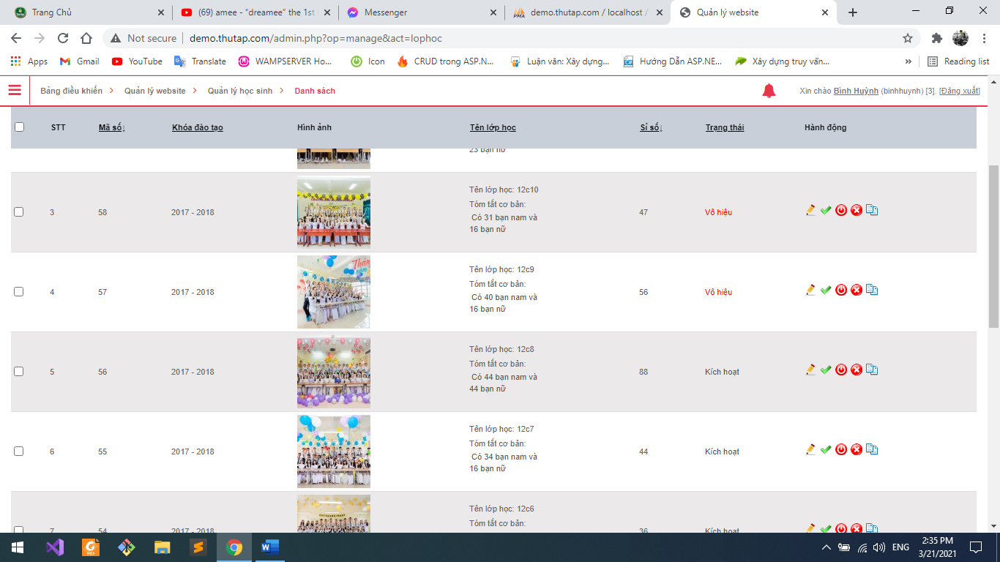 Trang Chủ
(69) amee - "dreamee" the 1st
Messenger
demo.thutap.com / localhost /
Quản lý website
Not secure
demo.thutap.com/admin.php?op=manage&act=lophoc
Apps
Gmail
YouTube
Translate
WAMPSERVER Ho...
Icon
CRUD trong ASP.N...
Luận văn: Xây dựng...
Hướng Dẫn ASP.NE...
Xây dựng truy vấn...
»
Reading list
Bảng điều khiển > Quản lý website > Quản lý học sinh > Danh sách
Xin chào Bình Huỳnh (binhhuynh) [3]. [Đăng xuất]
STT Mã số↓ Khóa đào tạo Hình ảnh Tên lớp học Sỉ số↓ Trạng thái Hành động
23 bạn nữ
3 58 2017 - 2018
Tên lớp học: 12c10
Tóm tắt cơ bản:
Có 31 bạn nam và
16 bạn nữ
47 Vô hiệu
4 57 2017 - 2018
Tên lớp học: 12c9
Tóm tắt cơ bản:
Có 40 bạn nam và
16 bạn nữ
56 Vô hiệu
5 56 2017 - 2018
Tên lớp học: 12c8
Tóm tắt cơ bản:
Có 44 bạn nam và
44 bạn nữ
88 Kích hoạt
6 55 2017 - 2018
Tên lớp học: 12c7
Tóm tắt cơ bản:
Có 34 bạn nam và
16 bạn nữ
44 Kích hoạt
7 54 2017 - 2018
Tên lớp học: 12c6
Tóm tắt cơ bản:
36 Kích hoạt
ENG
2:35 PM
3/21/2021